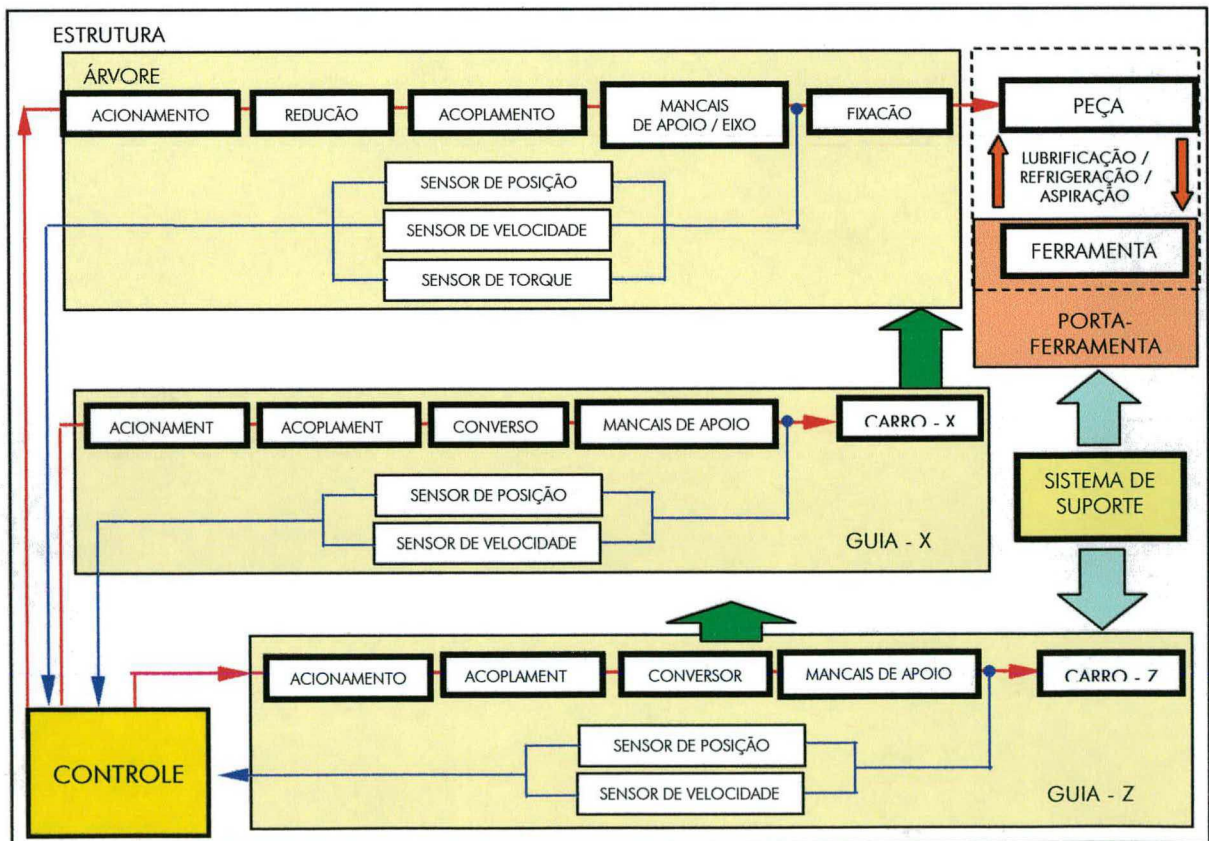 ESTRUTURA
ÁRVORE
ACIONAMENTO
REDUCÃO
ACOPLAMENTO
MANCAIS
DE APOIO / EIXO
FIXACÃO
PEÇA
SENSOR DE POSIÇÃO
SENSOR DE VELOCIDADE
SENSOR DE TORQUE
LUBRIFICAÇÃO /
REFRIGERAÇÃO /
ASPIRAÇÃO
FERRAMENTA
PORTA-
FERRAMENTA
ACIONAMENT
ACOPLAMENT
CONVERSO
MANCAIS DE APOIO
CARRO - X
SENSOR DE POSIÇÃO
SENSOR DE VELOCIDADE
GUIA - X
SISTEMA DE
SUPORTE
ACIONAMENTO
ACOPLAMENT
CONVERSOR
MANCAIS DE APOIO
CARRO - Z
SENSOR DE POSIÇÃO
SENSOR DE VELOCIDADE
GUIA - Z
CONTROLE